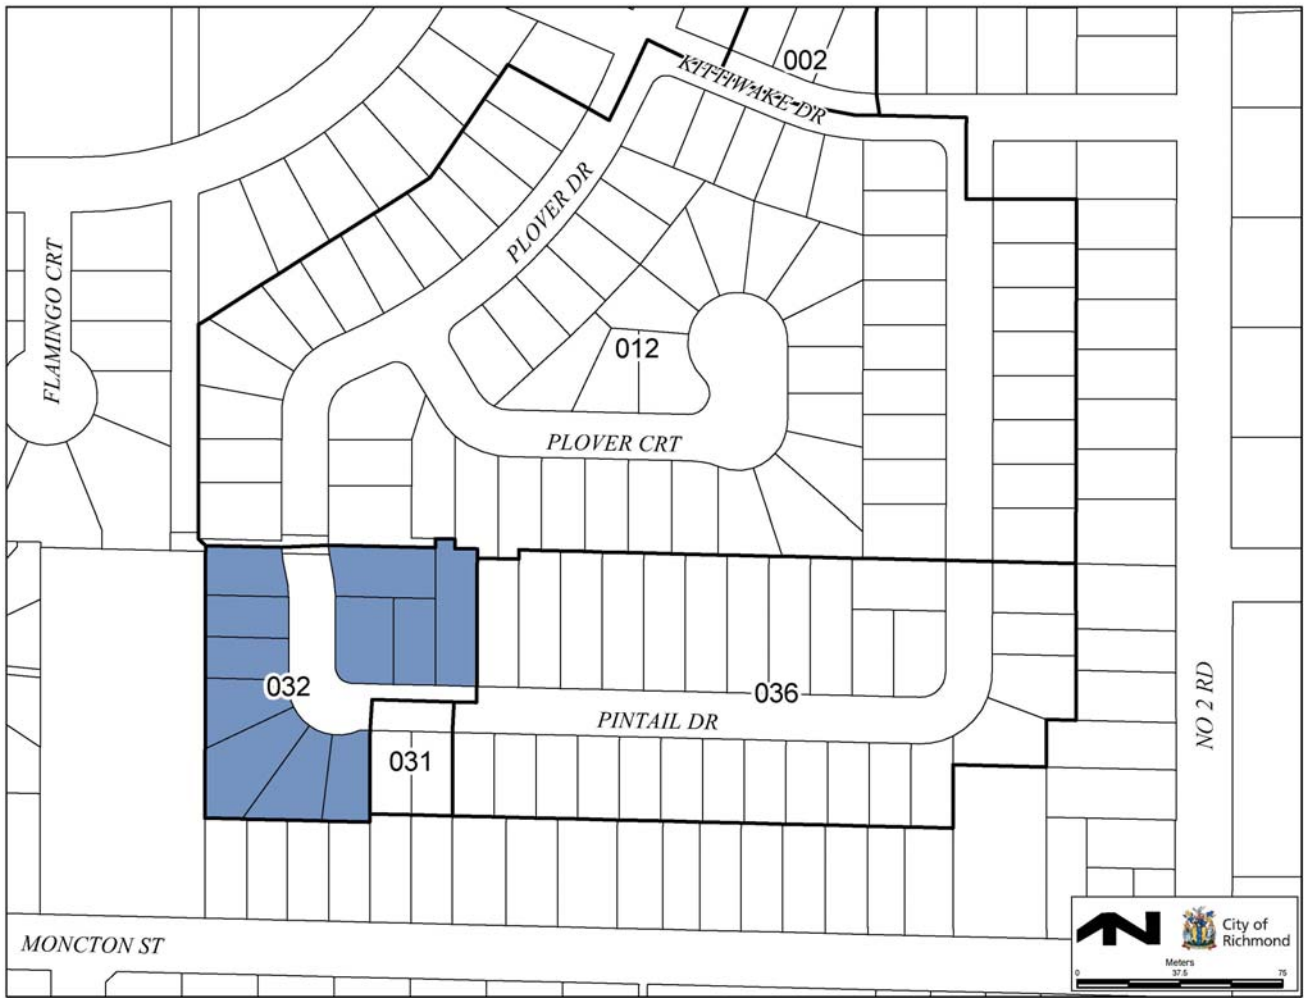 002
KITTIWAKE DR
PLOVER DR
FLAMINGO CRT
012
PLOVER CRT
032
036
PINTAIL DR
031
NO 2 RD
MONCTON ST
City of
Richmond
Meters
0 37.5 75